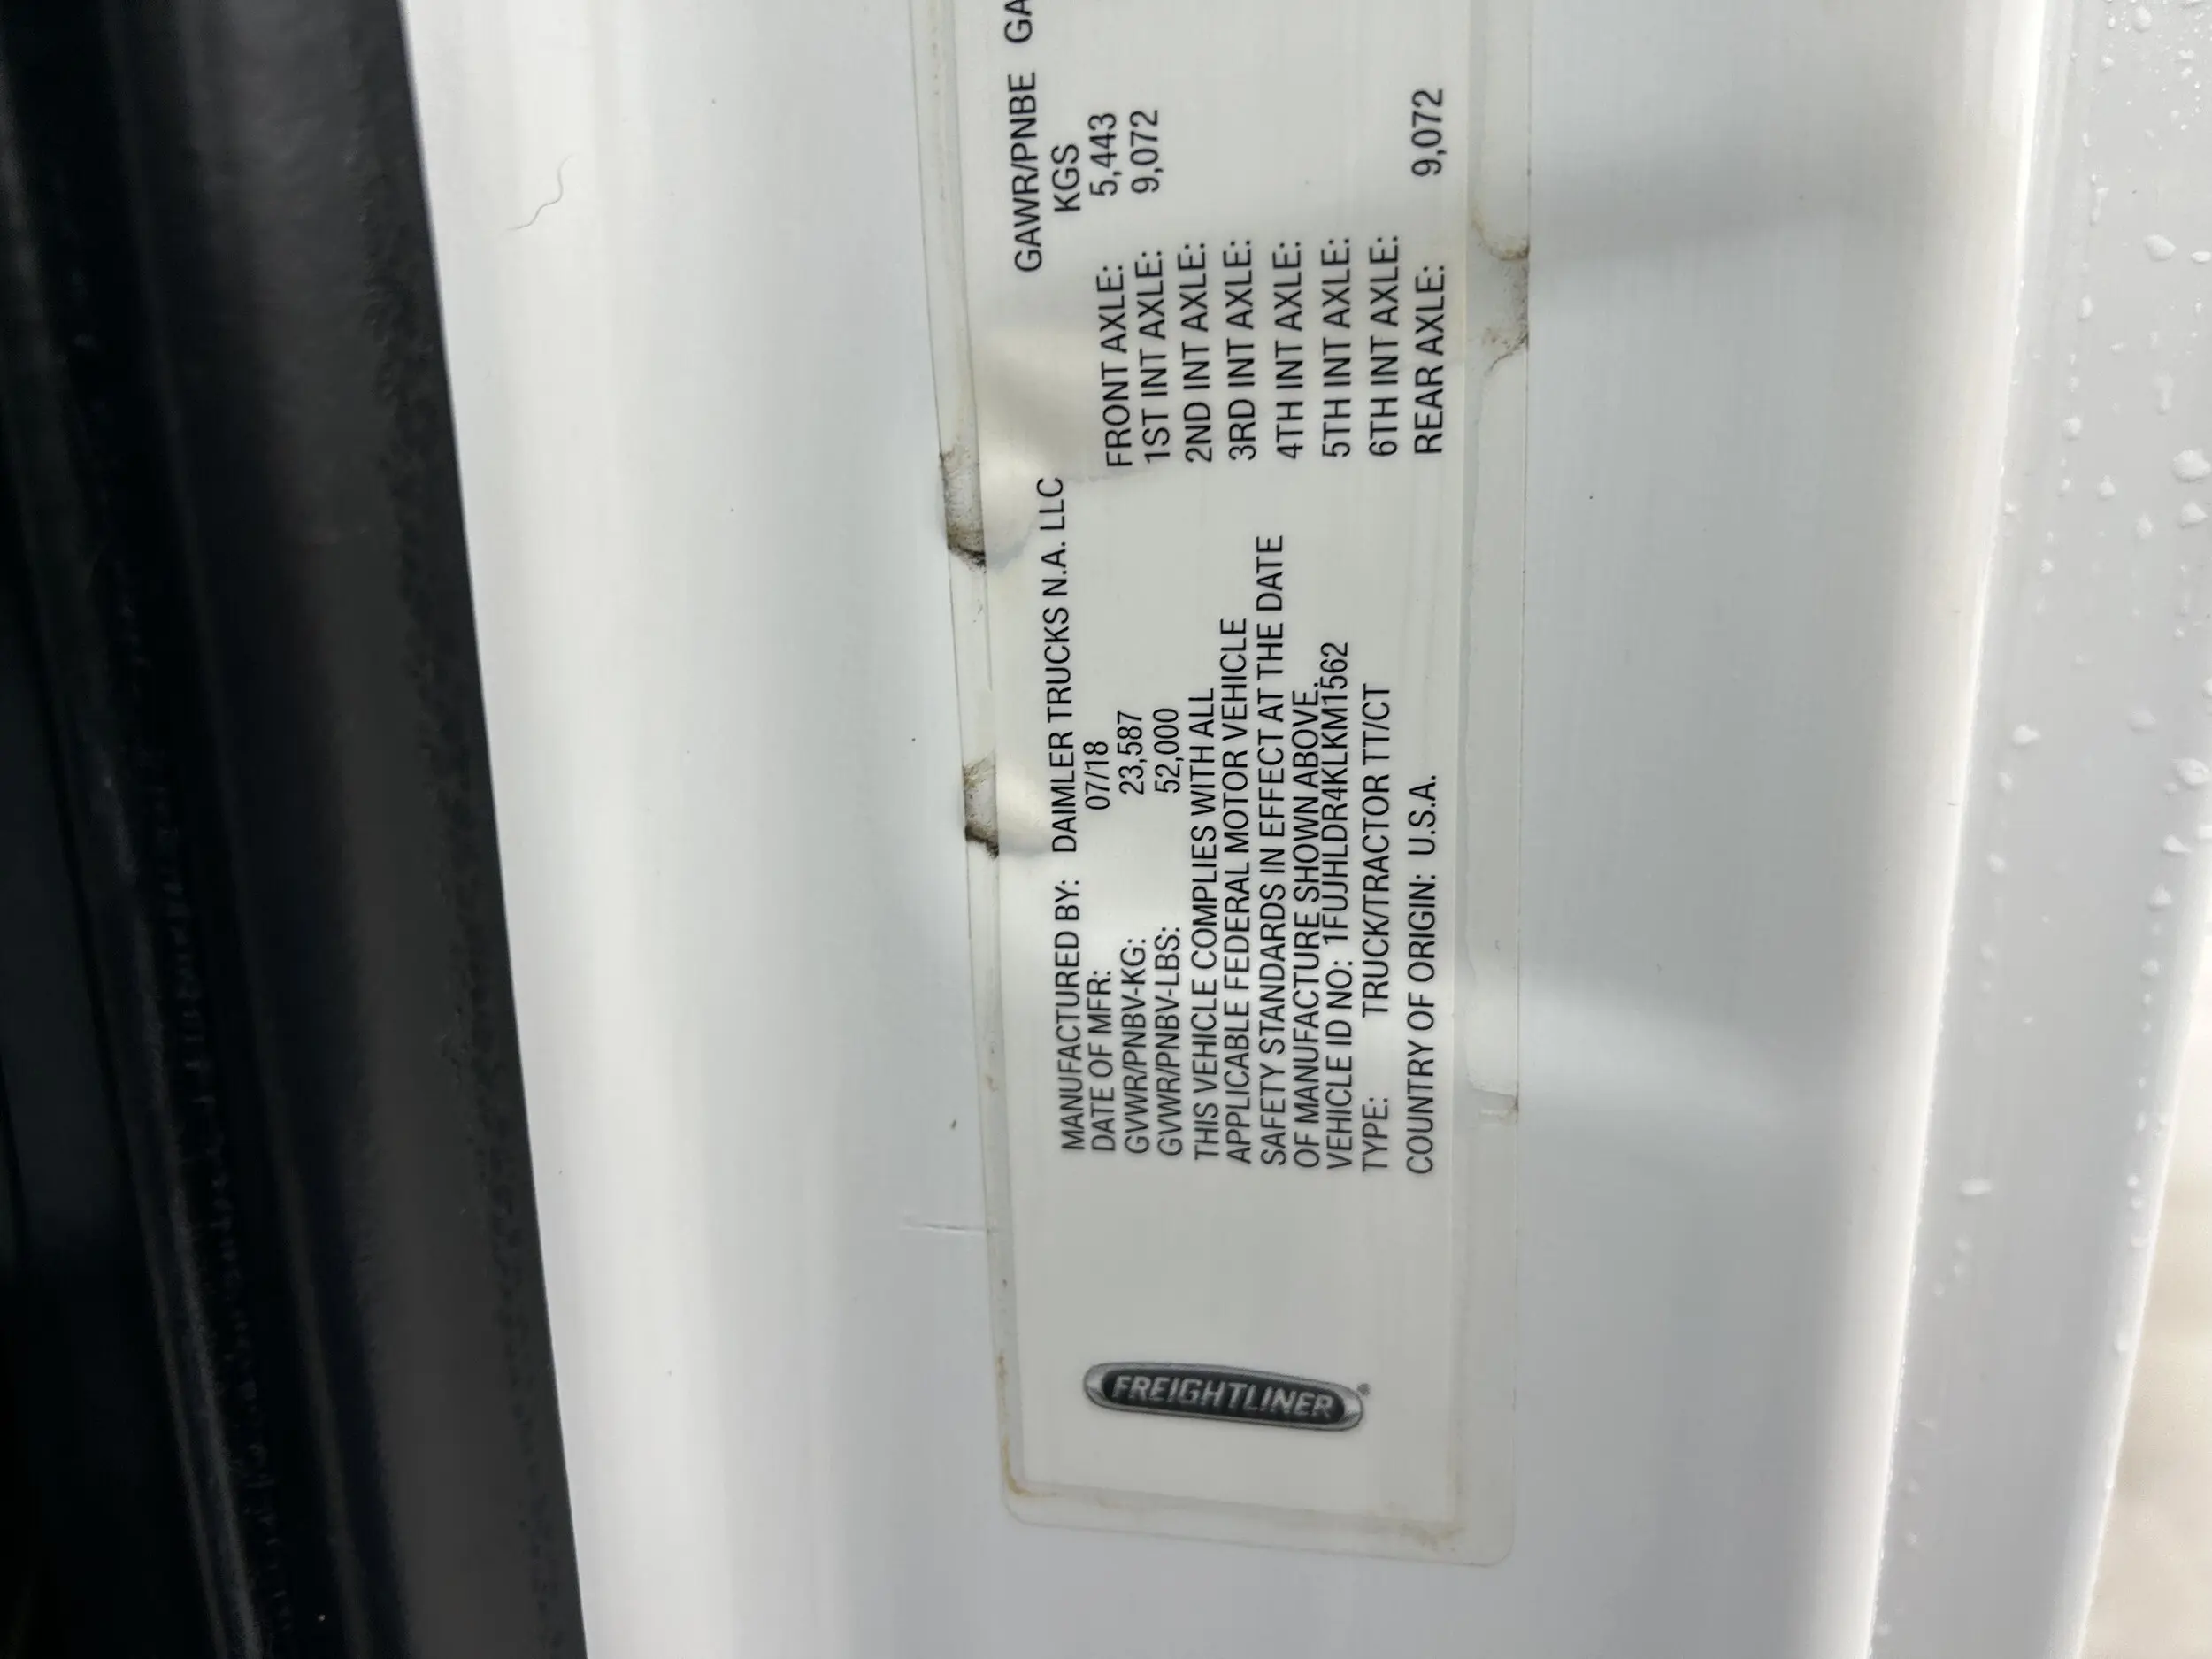 FREIGHTLINER®
MANUFACTURED BY: DAIMLER TRUCKS N.A. LLC
DATE OF MFR: 07/18
GVWR/PNBV-KG: 23,587
GVWR/PNBV-LBS: 52,000
THIS VEHICLE COMPLIES WITH ALL
APPLICABLE FEDERAL MOTOR VEHICLE
SAFETY STANDARDS IN EFFECT AT THE DATE
OF MANUFACTURE SHOWN ABOVE.
VEHICLE ID NO: 1FUJHLDR4KLKM1562
TYPE: TRUCK/TRACTOR TT/CT
COUNTRY OF ORIGIN: U.S.A.
GAWR/PNBE
KGS
FRONT AXLE: 5,443
1ST INT AXLE: 9,072
2ND INT AXLE:
3RD INT AXLE:
4TH INT AXLE:
5TH INT AXLE:
6TH INT AXLE:
REAR AXLE: 9,072